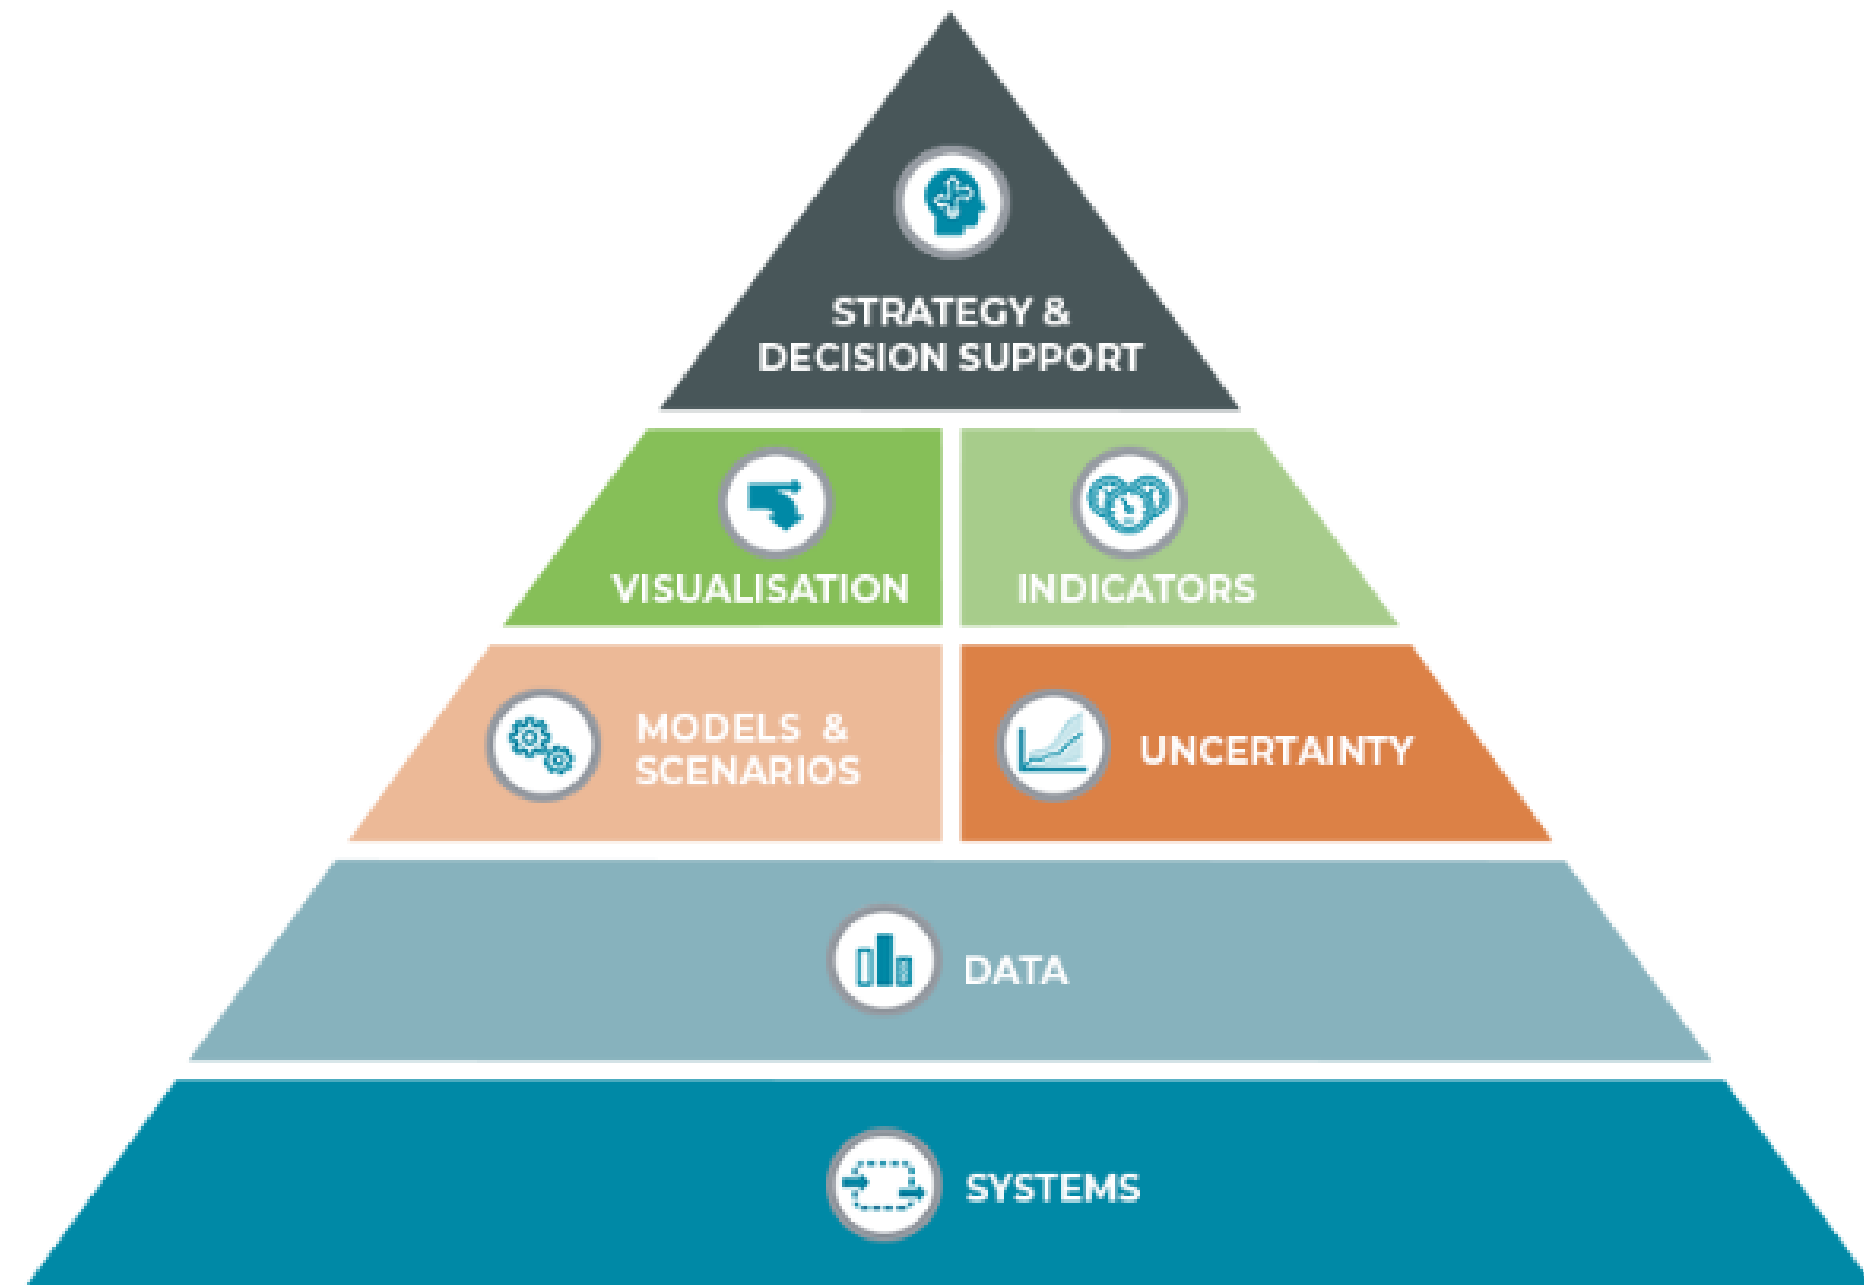 STRATEGY &
DECISION SUPPORT
VISUALISATION
INDICATORS
MODELS &
SCENARIOS
UNCERTAINTY
DATA
SYSTEMS